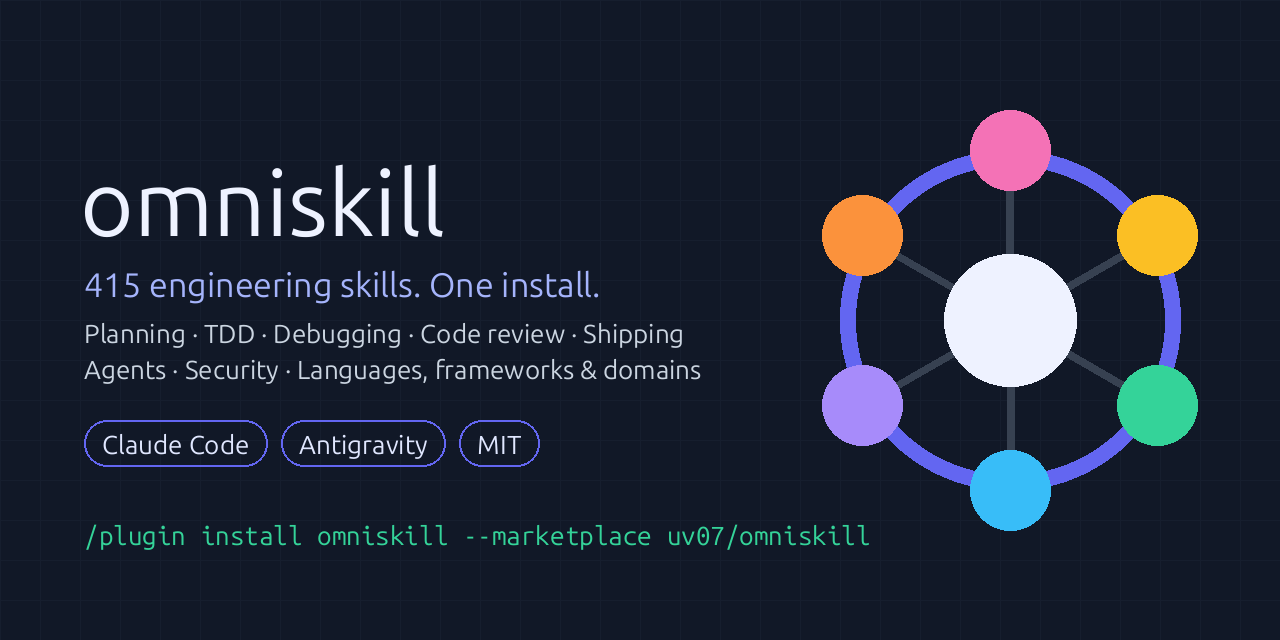 omniskill
415 engineering skills. One install.
Planning · TDD · Debugging · Code review · Shipping
Agents · Security · Languages, frameworks & domains
Claude Code Antigravity MIT
/plugin install omniskill --marketplace uv07/omniskill